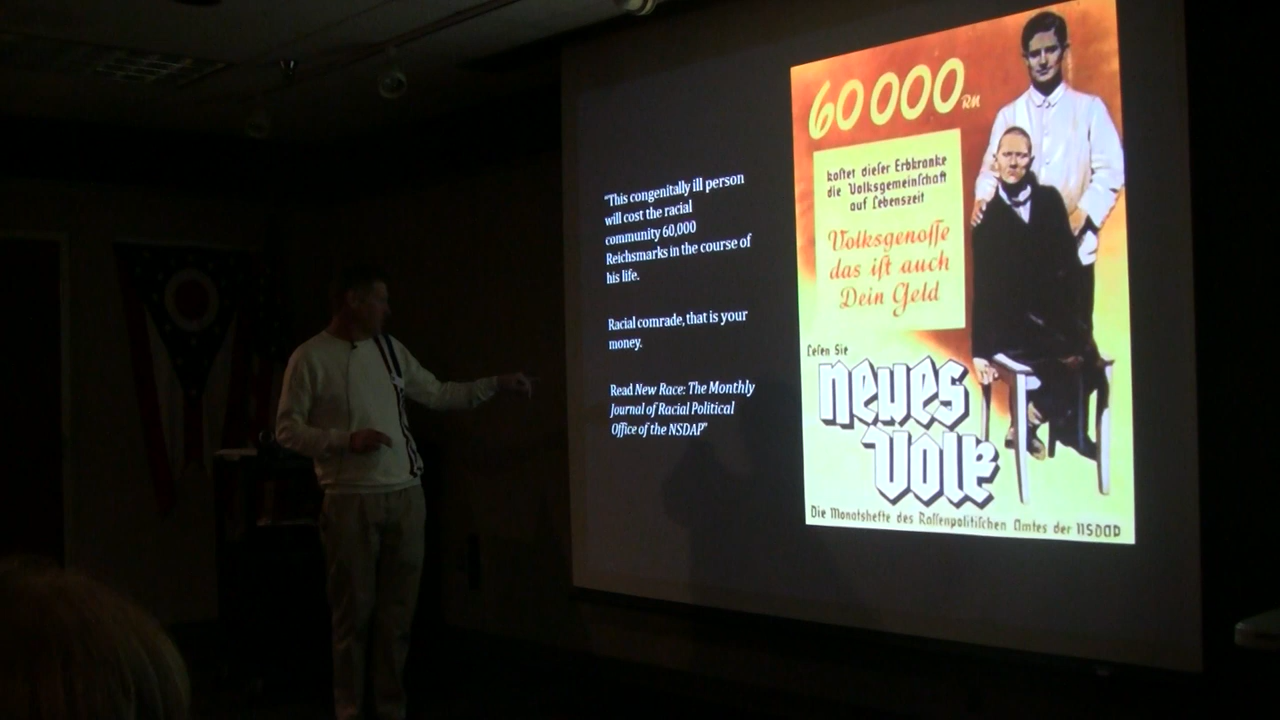 "This congenitally ill person
will cost the racial
community 60,000
Reichsmarks in the course of
his life.
Racial comrade, that is your
money.
Read New Race: The Monthly
Journal of Racial Political
Office of the NSDAP"
60000 RM
kostet dieser Erbkranke
die Volksgemeinschaft
auf Lebenszeit
Volksgenosse
das ist auch
Dein Geld
Lesen Sie
neues
Volk
Die Monatshefte des Rassenpolitischen Amtes der NSDAP